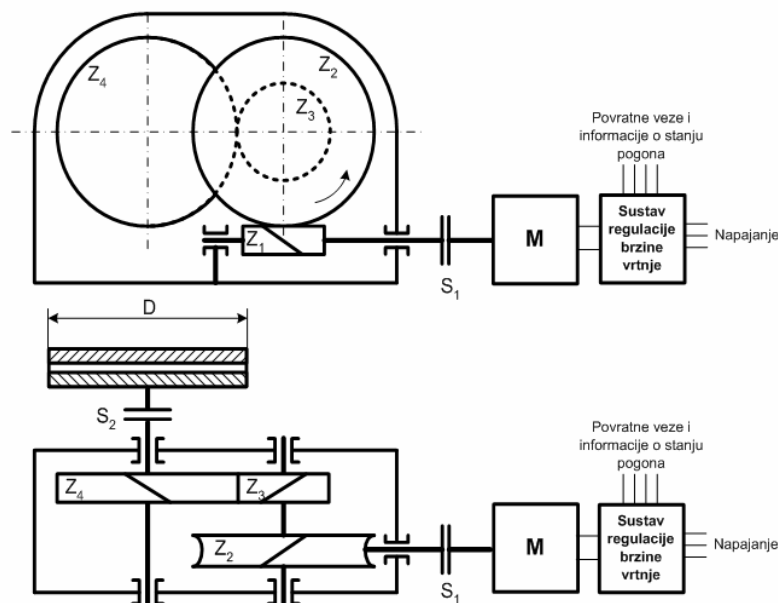 Z4
Z2
Z3
Povratne veze i
informacije o stanju
pogona
Z1
M
Sustav
regulacije
brzine
vrtnje
Napajanje
S1
D
S2
Povratne veze i
informacije o stanju
pogona
Z4
Z3
M
Sustav
regulacije
brzine
vrtnje
Napajanje
Z2
S1